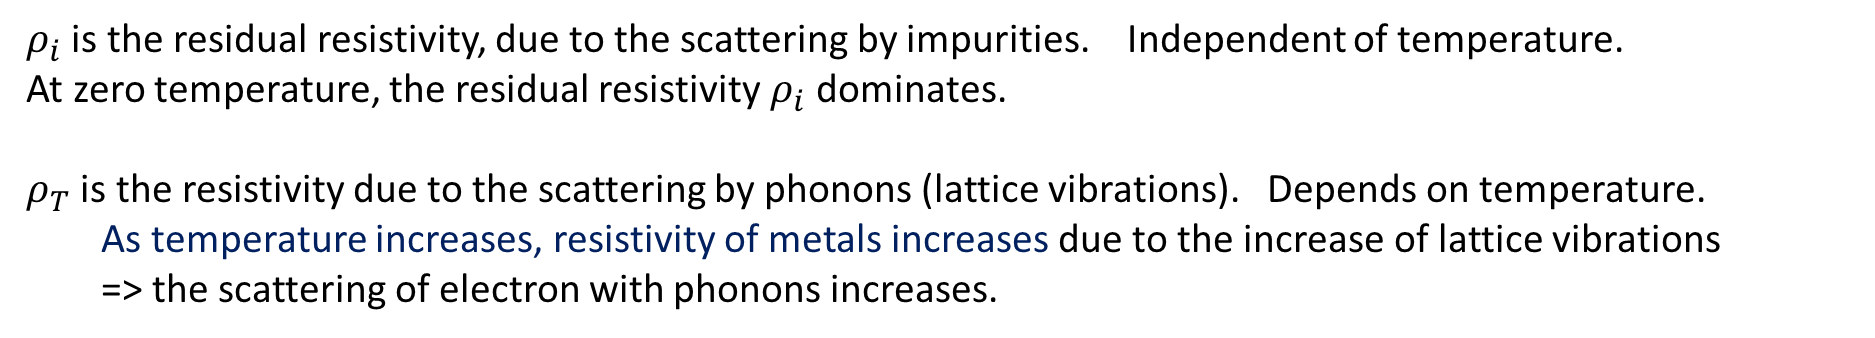 ρᵢ is the residual resistivity, due to the scattering by impurities. Independent of temperature.
At zero temperature, the residual resistivity ρᵢ dominates.
ρ_T is the resistivity due to the scattering by phonons (lattice vibrations). Depends on temperature.
As temperature increases, resistivity of metals increases due to the increase of lattice vibrations
=> the scattering of electron with phonons increases.